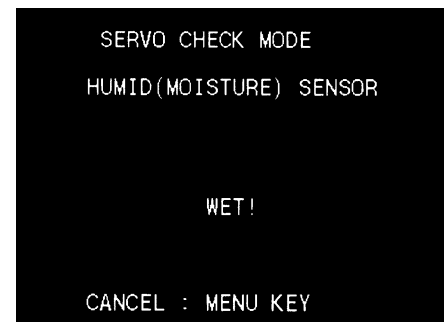 SERVO CHECK MODE
HUMID(MOISTURE) SENSOR
WET!
CANCEL : MENU KEY